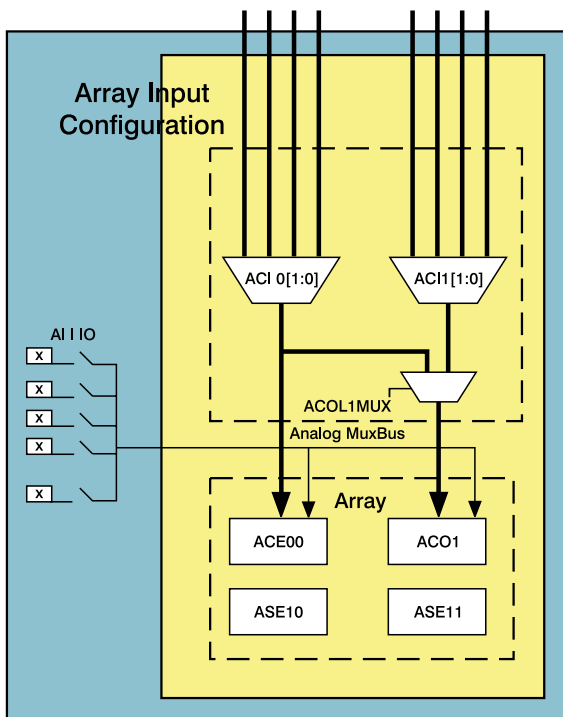 Array Input
Configuration
ACI 0[1:0]
ACI1[1:0]
AI I IO
X
X
X
X
X
ACOL1MUX
Analog MuxBus
Array
ACE00
ACO1
ASE10
ASE11